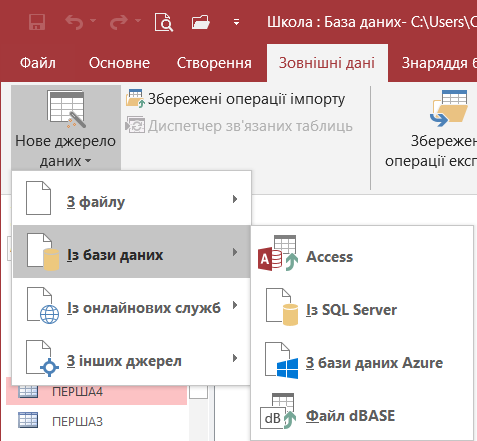 Школа : База даних- C:\Users\
Файл
Основне
Створення
Зовнішні дані
Знаряддя
Нове джерело
даних
Збережені операції імпорту
Диспетчер зв'язаних таблиць
Збережені
операції експ
З файлу
Із бази даних
Із онлайнових служб
З інших джерел
Access
Із SQL Server
З бази даних Azure
Файл dBASE
ПЕРША4
ПЕРША3